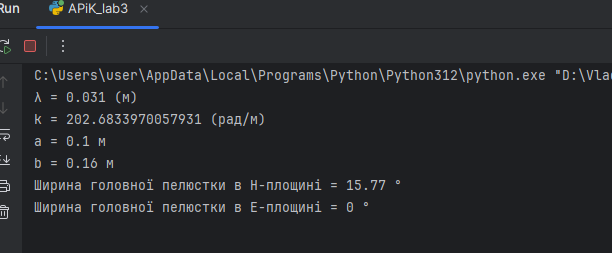 Run APiK_lab3
C:\Users\user\AppData\Local\Programs\Python\Python312\python.exe "D:\Vla
λ = 0.031 (м)
k = 202.6833970057931 (рад/м)
a = 0.1 м
b = 0.16 м
Ширина головної пелюстки в H-площині = 15.77 °
Ширина головної пелюстки в E-площині = 0 °